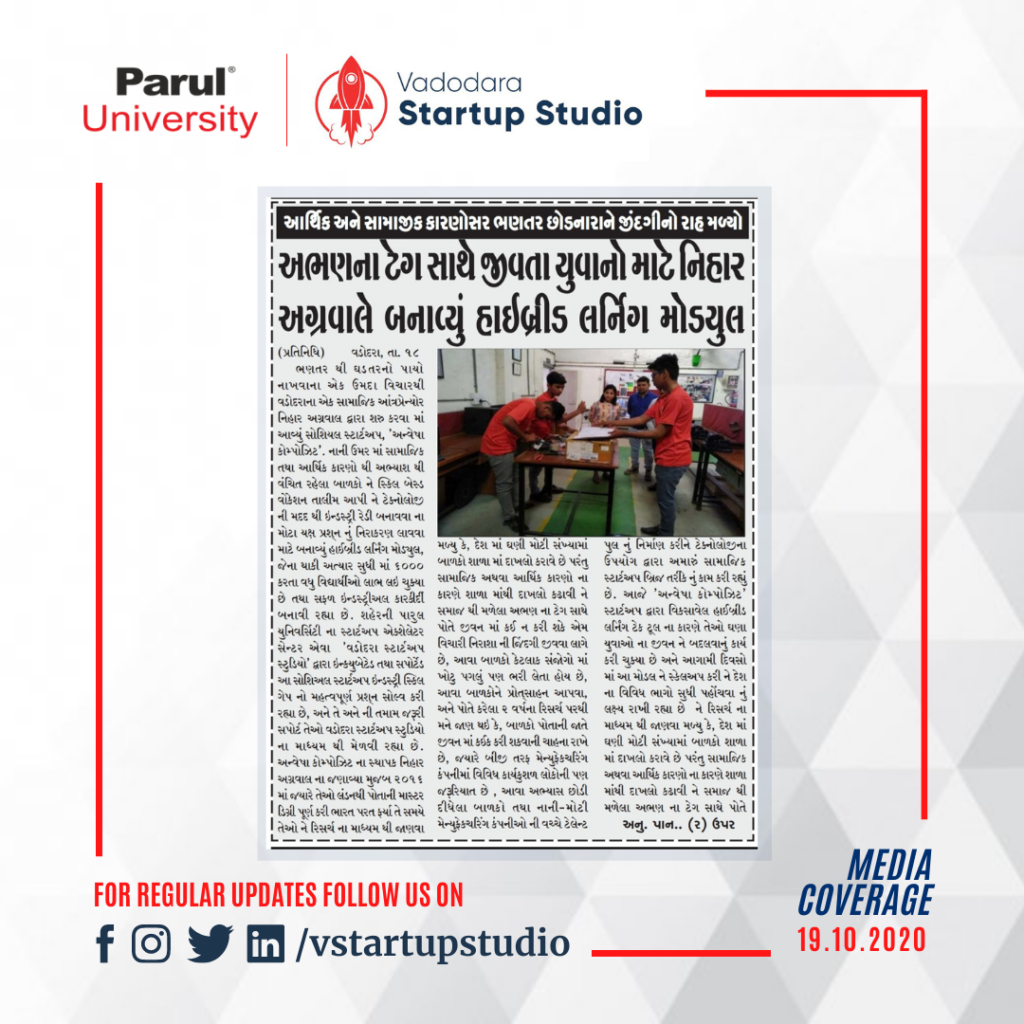 Parul®
University
Vadodara
Startup Studio
આર્થિક અને સામાજીક કારણોસર ભણતર છોડનારાને જીંદગીનો રાહ મળ્યો
અભણના ટેગ સાથે જીવતા યુવાનો માટે નિહાર
અગ્રવાલે બનાવ્યું હાઈબ્રીડ લર્નિગ મોડયુલ
(પ્રતિનિધિ) વડોદરા, તા. ૧૮
ભણતર થી ઘડતરનો પાયો
નાખવાના એક ઉમદા વિચારથી
વડોદરાના એક સામાજિક આંત્રપ્રેન્યોર
નિહાર અગ્રવાલ દ્વારા શરુ કરવા માં
આવ્યું સોશિયલ સ્ટાર્ટઅપ, 'અન્વેષા
કોમ્પોઝિટ'. નાની ઉમર માં સામાજિક
તથા આર્થિક કારણો થી અભ્યાશ થી
વંચિત રહેલા બાળકો ને સ્કિલ બેસ્ડ
વોકેશન તાલીમ આપી ને ટેકનોલોજી
ની મદદ થી ઇન્ડસ્ટ્રી રેડી બનાવવા ના
મોટા યક્ષ પ્રશ્ન નું નિરાકરણ લાવવા
માટે બનાવ્યું હાઈબ્રીડ લર્નિંગ મોડ્યુલ,
જેના થાકી અત્યાર સુધી માં ૬૦૦૦
કરતા વધુ વિદ્યાર્થીઓ લાભ લઇ ચુક્યા
છે તથા સફળ ઇન્ડસ્ટ્રીઅલ કારકીર્દી
બનાવી રહ્યા છે. શહેરની પારુલ
યુનિવર્સિટી ના સ્ટાર્ટઅપ એક્શેલેટર
સેન્ટર એવા 'વડોદરા સ્ટાર્ટઅપ
સ્ટુડિયો' દ્વારા ઇન્ક્યુબેટેડ તથા સપોર્ટેડ
આ સોશિઅલ સ્ટાર્ટઅપ ઇન્ડસ્ટ્રી સ્કિલ
ગેપ નો મહત્વપૂર્ણ પ્રશ્ન સોલ્વ કરી
રહ્યા છે, અને તે અને ની તમામ જરૂરી
સપોર્ટ તેઓ વડોદરા સ્ટાર્ટઅપ સ્ટુડિયો
ના માધ્યમ થી મેળવી રહ્યા છે.
અન્વેષા કોમ્પોઝિટ ના સ્થાપક નિહાર
અગ્રવાલ ના જણાવ્યા મુજબ ૨૦૧૬
માં જ્યારે તેઓ લંડનથી પોતાની માસ્ટર
ડિગ્રી પૂર્ણ કરી ભારત પરત ફર્યા તે સમયે
તેઓ ને રિસર્ચ ના માધ્યમ થી જાણવા
મળ્યુ કે, દેશ માં ઘણી મોટી સંખ્યામાં
બાળકો શાળા માં દાખલો કરાવે છે પરંતુ
સામાજિક અથવા આર્થિક કારણો ના
કારણે શાળા માંથી દાખલો કઢાવી ને
સમાજ થી મળેલા અભણ ના ટેગ સાથે
પોતે જીવન માં કઈ ન કરી શકે એમ
વિચારી નિરાશા ની જિંદગી જીવવા લાગે
છે, આવા બાળકો કેટલાક સંજોગો માં
ખોટુ પગલું પણ ભરી લેતા હોય છે,
આવા બાળકોને પ્રોત્સાહન આપવા,
અને પોતે કરેલા ૨ વર્ષના રિસર્ચ પરથી
મને જાણ થઇ કે, બાળકો પોતાની જાતે
જીવન માં કઈક કરી શકવાની ચાહના રાખે
છે, જયારે બીજી તરફ મેન્યુફેકચરિંગ
કંપનીમાં વિવિધ કાર્યકુશળ લોકોની પણ
જરૂરિયાત છે , આવા અભ્યાસ છોડી
દીધેલા બાળકો તથા નાની-મોટી
મેન્યુફેકચરિંગ કંપનીઓ ની વચ્ચે ટેલેન્ટ
પુલ નું નિર્માણ કરીને ટેકનોલોજીના
ઉપયોગ દ્વારા અમારું સામાજિક
સ્ટાર્ટઅપ બ્રિજ તરીકે નું કામ કરી રહ્યું
છે. આજે 'અન્વેષા કોમ્પોઝિટ'
સ્ટાર્ટઅપ દ્વારા વિકસાવેલ હાઈબ્રીડ
લર્નિંગ ટેક ટૂલ ના કારણે તેઓ ઘણા
યુવાઓ ના જીવન ને બદલવાનું કાર્ય
કરી ચુક્યા છે અને આગામી દિવસો
માં આ મોડલ ને સ્કેલઅપ કરી ને દેશ
ના વિવિધ ભાગો સુધી પહોંચવા નું
લક્ષ્ય રાખી રહ્યા છે ને રિસર્ચ ના
માધ્યમ થી જાણવા મળ્યુ કે, દેશ માં
ઘણી મોટી સંખ્યામાં બાળકો શાળા
માં દાખલો કરાવે છે પરંતુ સામાજિક
અથવા આર્થિક કારણો ના કારણે શાળા
માંથી દાખલો કઢાવી ને સમાજ થી
મળેલા અભણ ના ટેગ સાથે પોતે
અનુ. પાન.. (૨) ઉપર
FOR REGULAR UPDATES FOLLOW US ON
/vstartupstudio
MEDIA
COVERAGE
19.10.2020